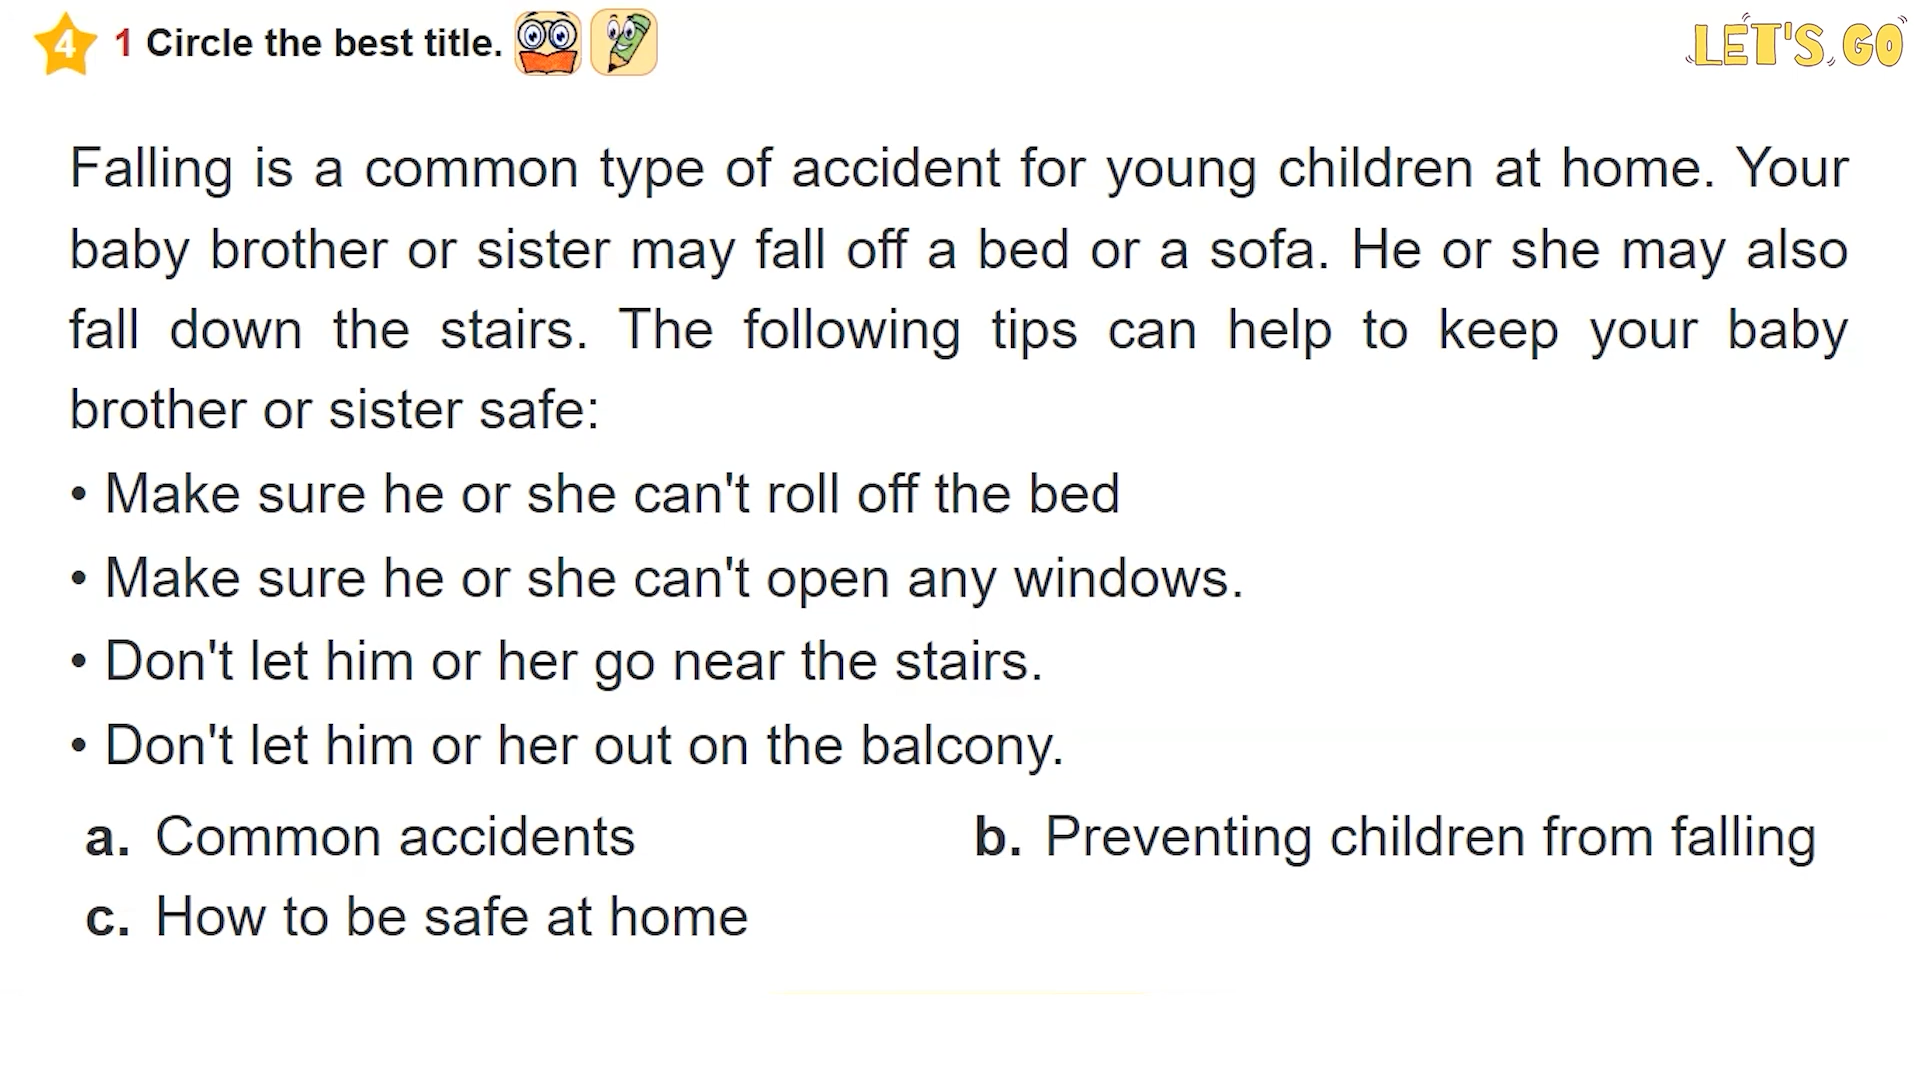 4 1 Circle the best title.
LET'S GO
Falling is a common type of accident for young children at home. Your
baby brother or sister may fall off a bed or a sofa. He or she may also
fall down the stairs. The following tips can help to keep your baby
brother or sister safe:
• Make sure he or she can't roll off the bed
• Make sure he or she can't open any windows.
• Don't let him or her go near the stairs.
• Don't let him or her out on the balcony.
a. Common accidents b. Preventing children from falling
c. How to be safe at home